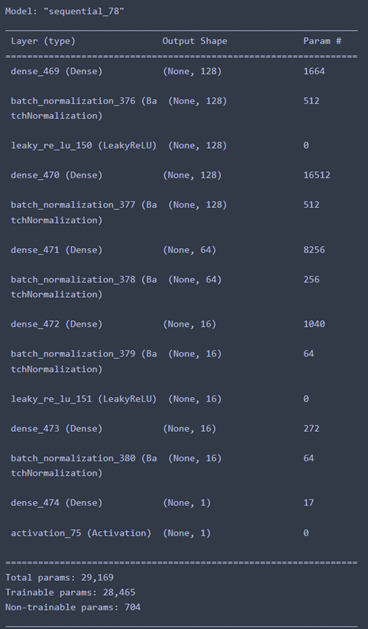 Model: "sequential_78"
Layer (type) Output Shape Param #
dense_469 (Dense) (None, 128) 1664
batch_normalization_376 (Ba (None, 128) 512
tchNormalization)
leaky_re_lu_150 (LeakyReLU) (None, 128) 0
dense_470 (Dense) (None, 128) 16512
batch_normalization_377 (Ba (None, 128) 512
tchNormalization)
dense_471 (Dense) (None, 64) 8256
batch_normalization_378 (Ba (None, 64) 256
tchNormalization)
dense_472 (Dense) (None, 16) 1040
batch_normalization_379 (Ba (None, 16) 64
tchNormalization)
leaky_re_lu_151 (LeakyReLU) (None, 16) 0
dense_473 (Dense) (None, 16) 272
batch_normalization_380 (Ba (None, 16) 64
tchNormalization)
dense_474 (Dense) (None, 1) 17
activation_75 (Activation) (None, 1) 0
Total params: 29,169
Trainable params: 28,465
Non-trainable params: 704